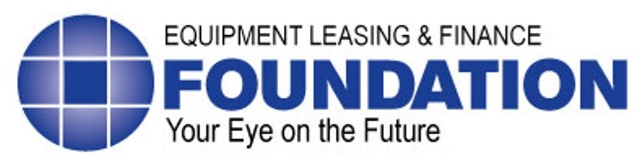 EQUIPMENT LEASING & FINANCE
FOUNDATION
Your Eye on the Future